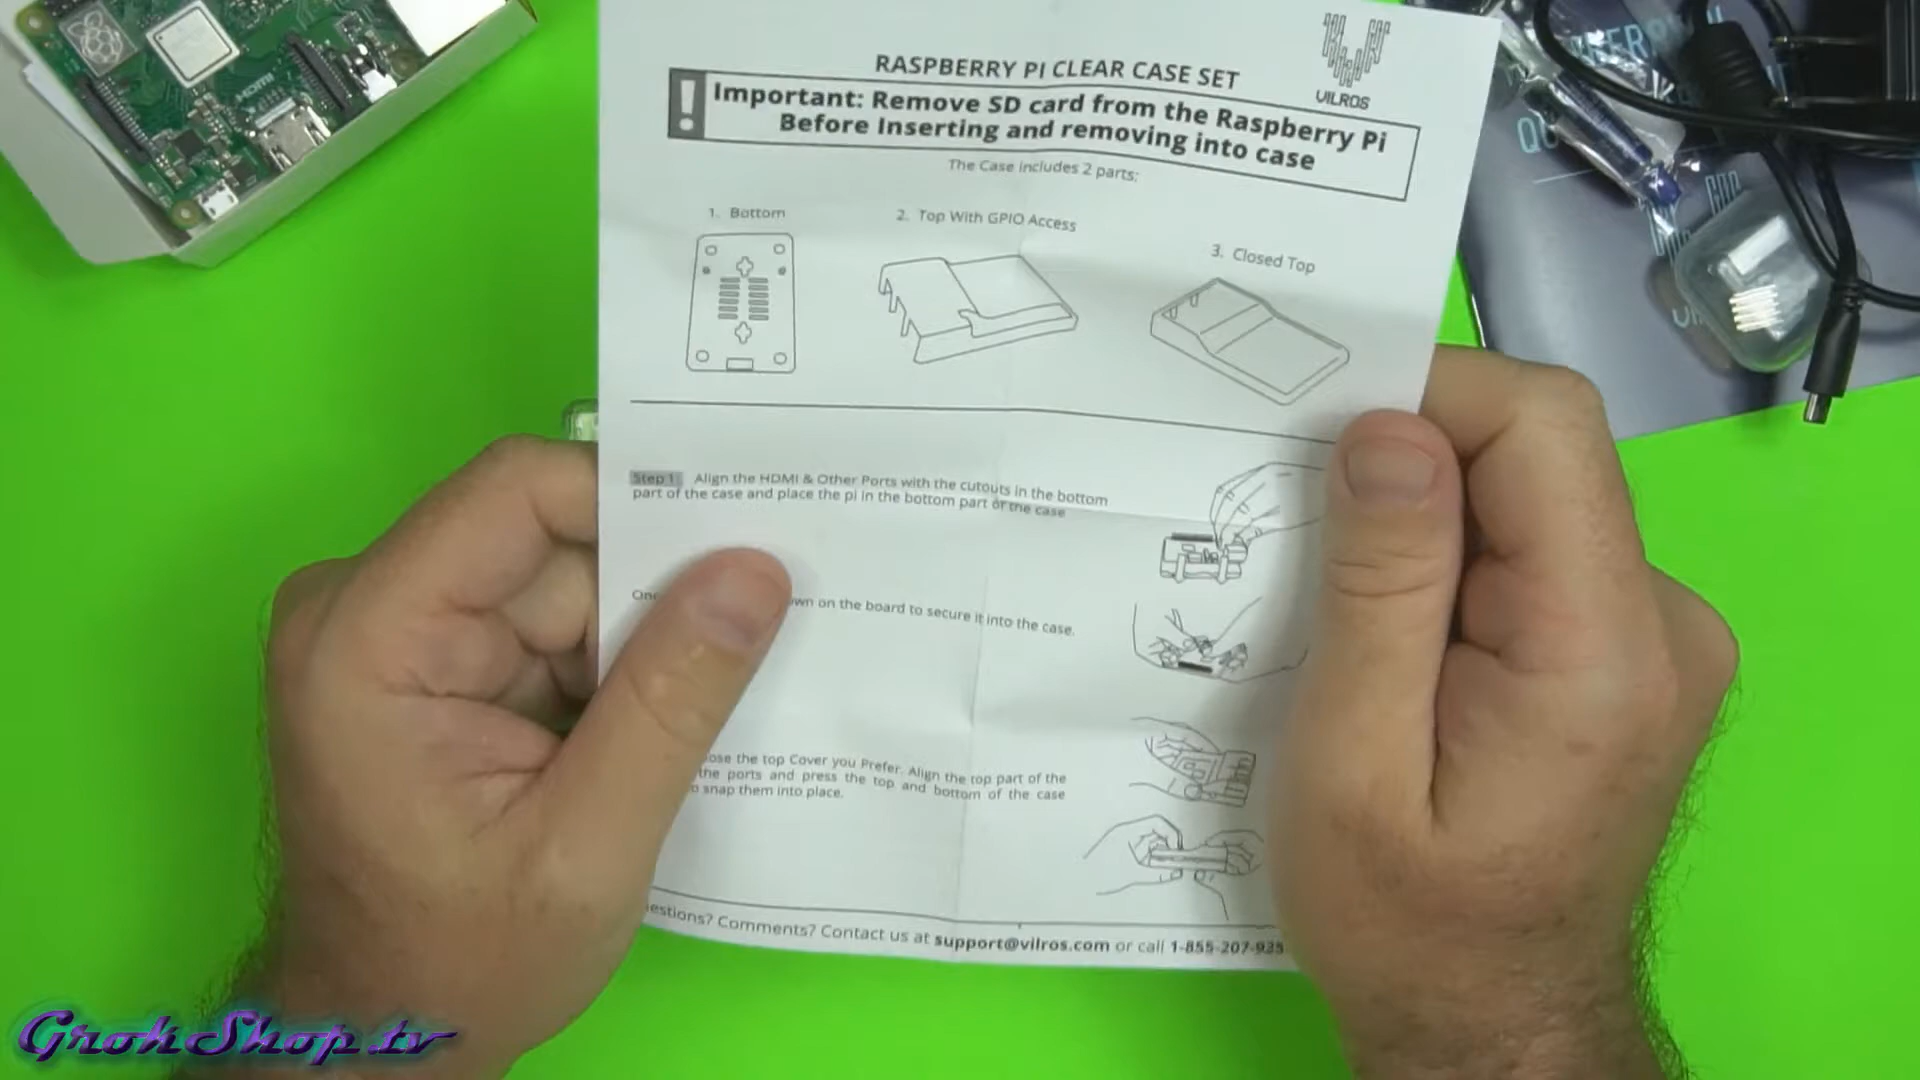 RASPBERRY PI CLEAR CASE SET
VILROS
! Important: Remove SD card from the Raspberry Pi
Before Inserting and removing into case
The Case includes 2 parts:
1. Bottom
2. Top With GPIO Access
3. Closed Top
Step 1 Align the HDMI & Other Ports with the cutouts in the bottom
part of the case and place the pi in the bottom part of the case
on the board to secure it into the case.
the top Cover you Prefer. Align the top part of the
the ports and press the top and bottom of the case
snap them into place.
Comments? Contact us at support@vilros.com or call 1-855-207-925
HDMI
GrokShop.tv